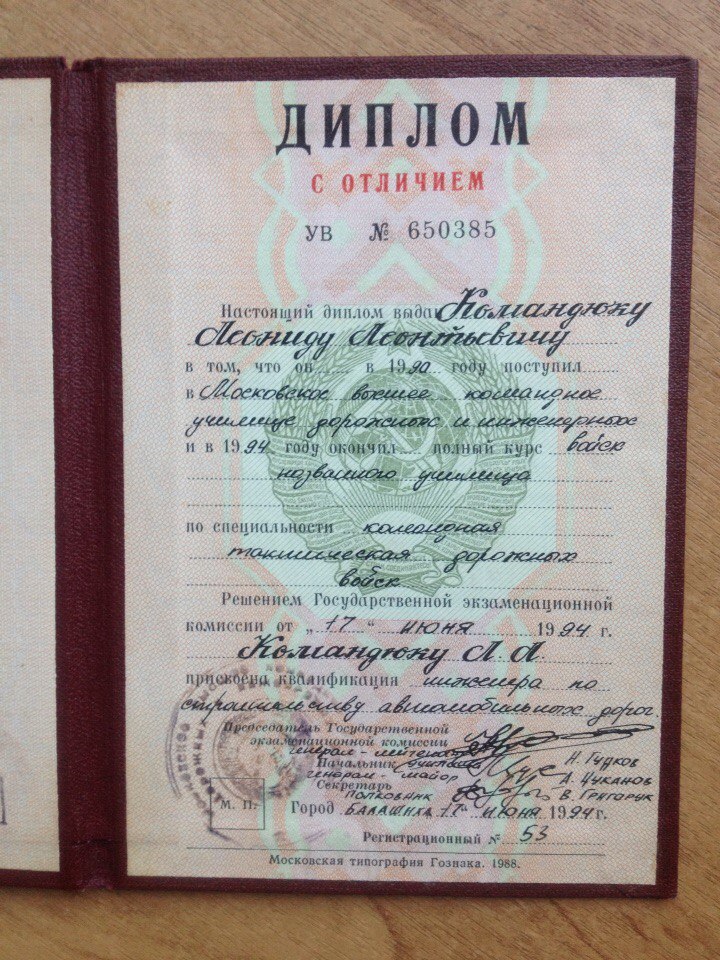 ДИПЛОМ
С ОТЛИЧИЕМ
УВ № 650385
Настоящий диплом выдан Командюку
Леониду Леонтьевичу
в том, что он в 1990 году поступил
в Московское высшее командное
училище дорожных и инженерных
и в 1994 году окончил полный курс войск
названного училища
по специальности командная
тактическая дорожных
войск
Решением Государственной экзаменационной
комиссии от „17“ июня 1994 г.
Командюку Л. Л.
присвоена квалификация инженера по
строительству автомобильных дорог
Председатель Государственной
экзаменационной комиссии
генерал-лейтенант Н. Гудков
Начальник училища
генерал-майор А. Цуканов
Секретарь
полковник В. Григорук
М. П. Город Балашиха 17 “ июня 1994 г.
Регистрационный № 53
Московская типография Гознака. 1988.